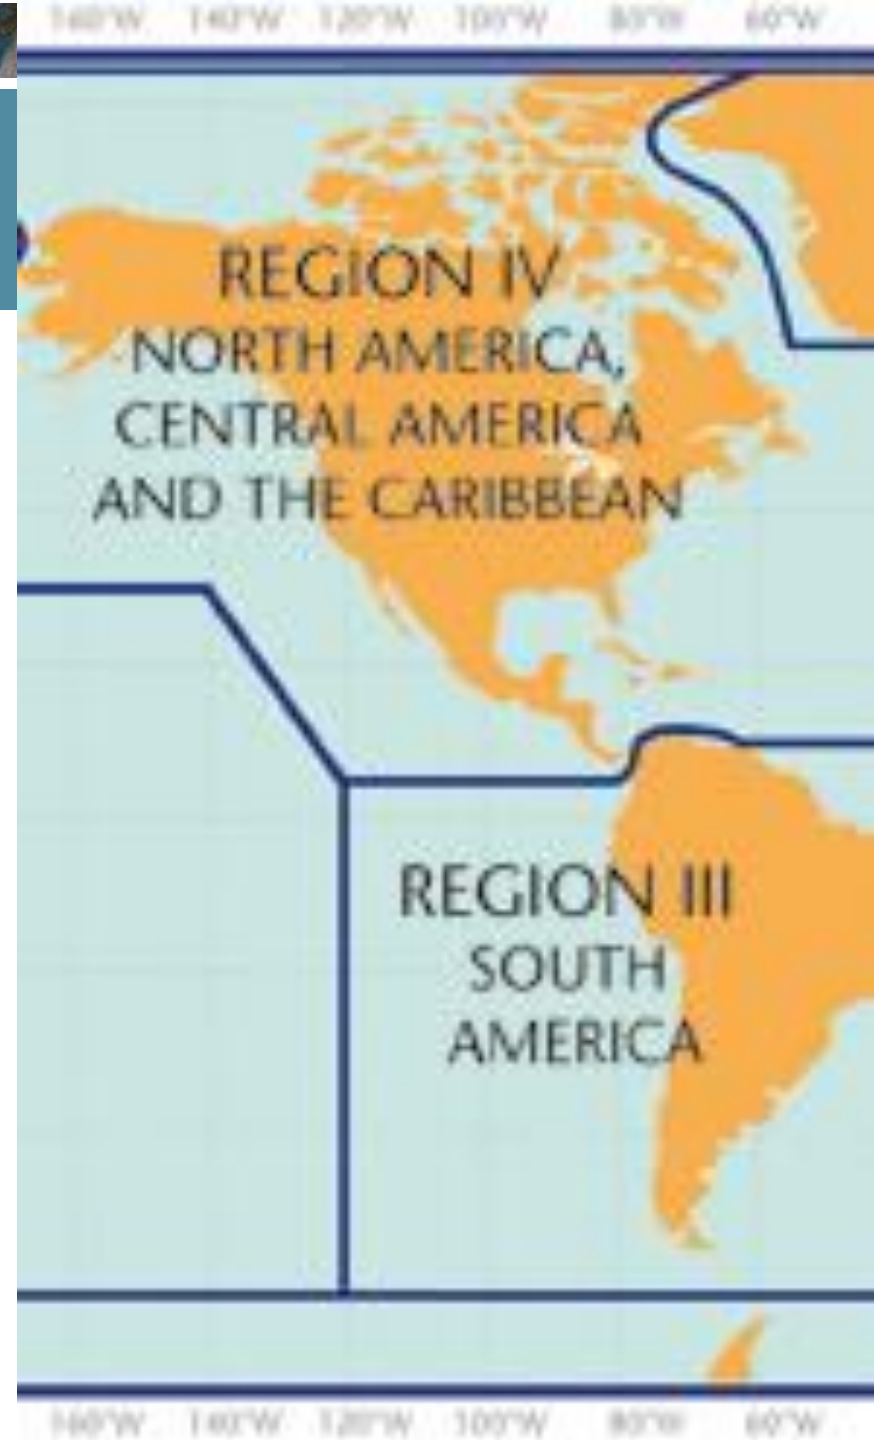 160°W 140°W 120°W 100°W 80°W 60°W
REGION IV
NORTH AMERICA,
CENTRAL AMERICA
AND THE CARIBBEAN
REGION III
SOUTH
AMERICA
160°W 140°W 120°W 100°W 80°W 60°W